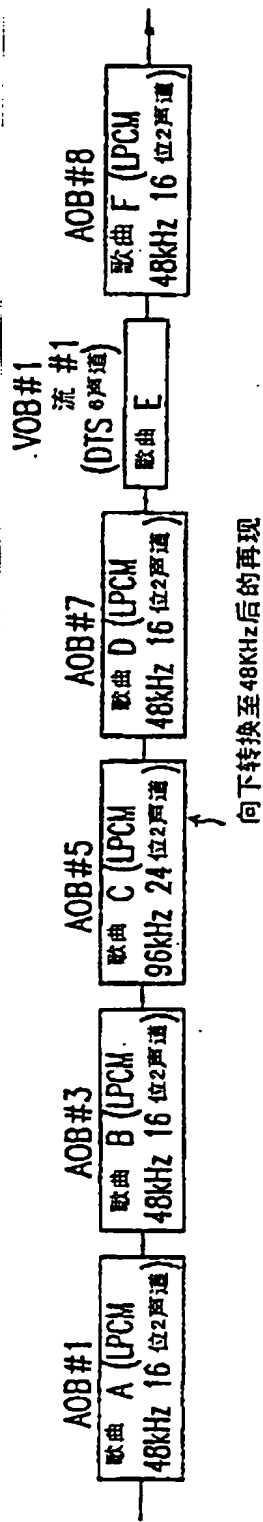 AOB#1
歌曲 A (LPCM
48kHz 16 位2声道)
AOB#3
歌曲 B (LPCM
48kHz 16 位2声道)
AOB#5
歌曲 C (LPCM
96kHz 24 位2声道)
向下转换至48KHz后的再现
AOB#7
歌曲 D (LPCM
48kHz 16 位2声道)
VOB#1
流 #1
(DTS 6声道)
歌曲 E
AOB#8
歌曲 F (LPCM
48kHz 16 位2声道)